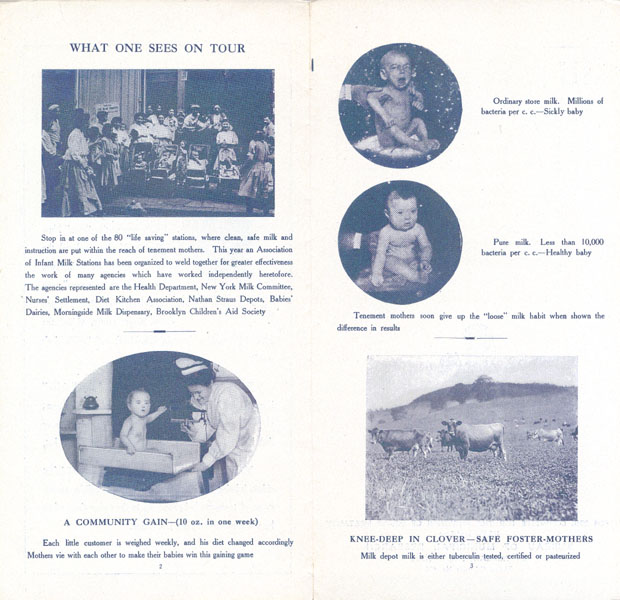 WHAT ONE SEES ON TOUR
Stop in at one of the 80 "life saving" stations, where clean, safe milk and
instruction are put within the reach of tenement mothers. This year an Association
of Infant Milk Stations has been organized to weld together for greater effectiveness
the work of many agencies which have worked independently heretofore.
The agencies represented are the Health Department, New York Milk Committee,
Nurses' Settlement, Diet Kitchen Association, Nathan Straus Depots, Babies'
Dairies, Morningside Milk Dispensary, Brooklyn Children's Aid Society
A COMMUNITY GAIN—(10 oz. in one week)
Each little customer is weighed weekly, and his diet changed accordingly
Mothers vie with each other to make their babies win this gaining game
2
Ordinary store milk. Millions of
bacteria per c. c.—Sickly baby
Pure milk. Less than 10,000
bacteria per c. c.—Healthy baby
Tenement mothers soon give up the "loose" milk habit when shown the
difference in results
KNEE-DEEP IN CLOVER—SAFE FOSTER-MOTHERS
Milk depot milk is either tuberculin tested, certified or pasteurized
3